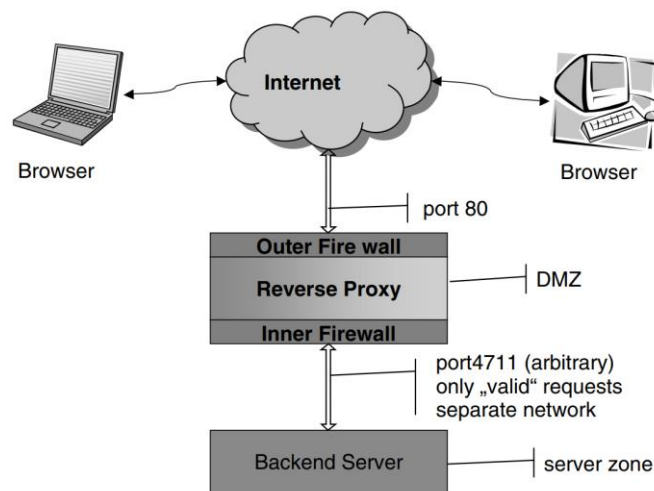 Internet
Browser
Browser
port 80
Outer Fire wall
Reverse Proxy
DMZ
Inner Firewall
port4711 (arbitrary)
only „valid“ requests
separate network
Backend Server
server zone